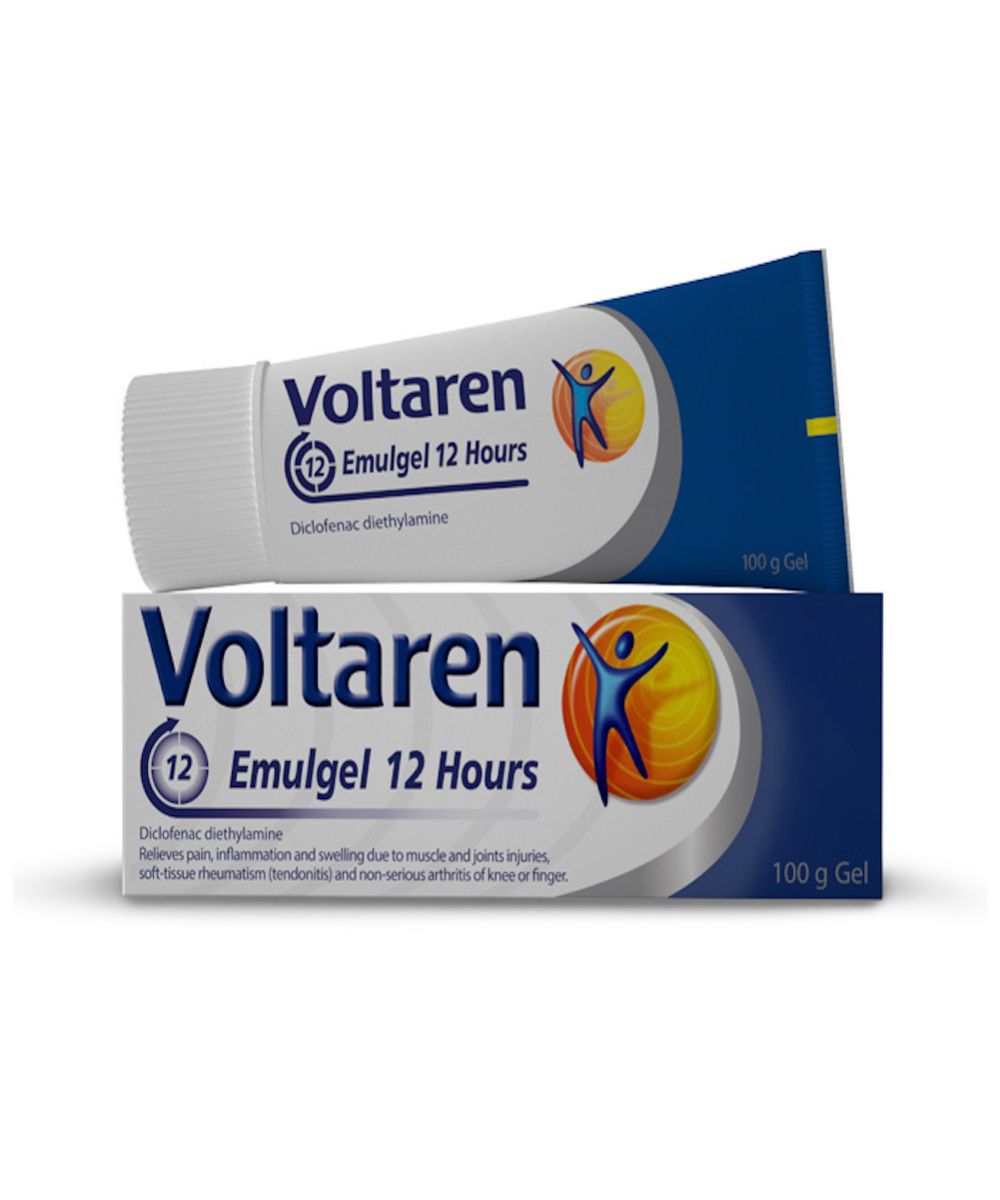 Voltaren
12 Emulgel 12 Hours
Diclofenac diethylamine
100 g Gel
Voltaren
12 Emulgel 12 Hours
Diclofenac diethylamine
Relieves pain, inflammation and swelling due to muscle and joints injuries,
soft-tissue rheumatism (tendonitis) and non-serious arthritis of knee or finger.
100 g Gel